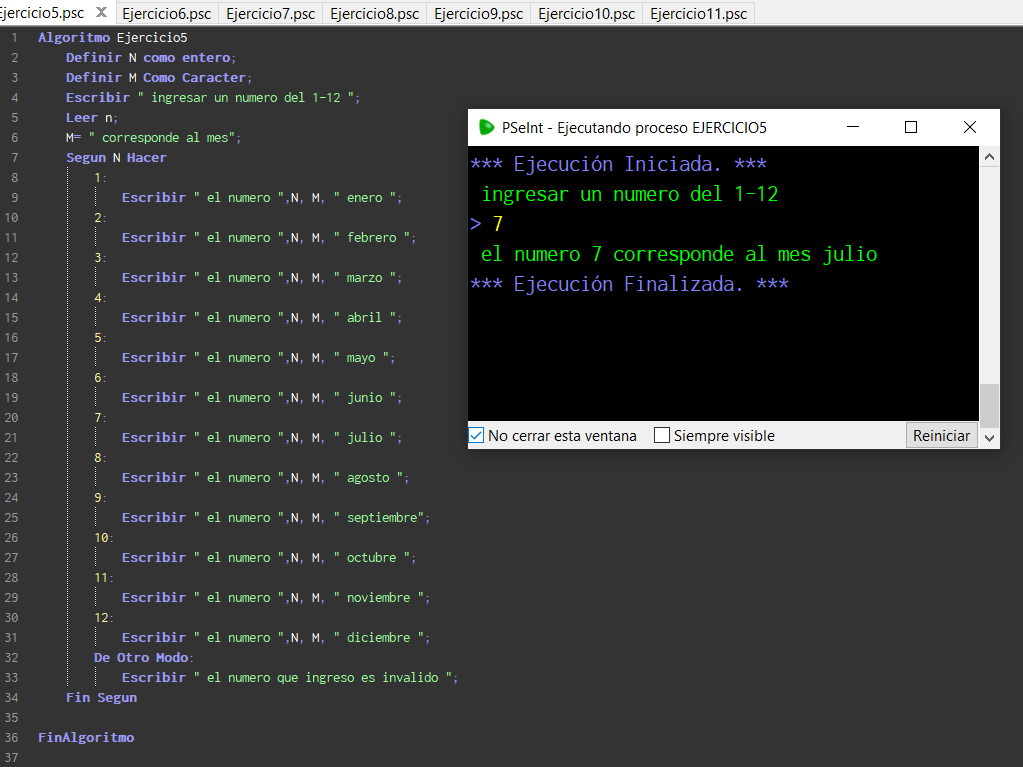 Ejercicio5.psc X Ejercicio6.psc Ejercicio7.psc Ejercicio8.psc Ejercicio9.psc Ejercicio10.psc Ejercicio11.psc
1 Algoritmo Ejercicio5
2 Definir N como entero;
3 Definir M Como Caracter;
4 Escribir " ingresar un numero del 1-12 ";
5 Leer n;
6 M= " corresponde al mes";
7 Segun N Hacer
8 1:
9 Escribir " el numero ",N, M, " enero ";
10 2:
11 Escribir " el numero ",N, M, " febrero ";
12 3:
13 Escribir " el numero ",N, M, " marzo ";
14 4:
15 Escribir " el numero ",N, M, " abril ";
16 5:
17 Escribir " el numero ",N, M, " mayo ";
18 6:
19 Escribir " el numero ",N, M, " junio ";
20 7:
21 Escribir " el numero ",N, M, " julio ";
22 8:
23 Escribir " el numero ",N, M, " agosto ";
24 9:
25 Escribir " el numero ",N, M, " septiembre";
26 10:
27 Escribir " el numero ",N, M, " octubre ";
28 11:
29 Escribir " el numero ",N, M, " noviembre ";
30 12:
31 Escribir " el numero ",N, M, " diciembre ";
32 De Otro Modo:
33 Escribir " el numero que ingreso es invalido ";
34 Fin Segun
35
36 FinAlgoritmo
37
PSeInt - Ejecutando proceso EJERCICIO5
*** Ejecución Iniciada. ***
ingresar un numero del 1-12
> 7
el numero 7 corresponde al mes julio
*** Ejecución Finalizada. ***
No cerrar esta ventana Siempre visible Reiniciar